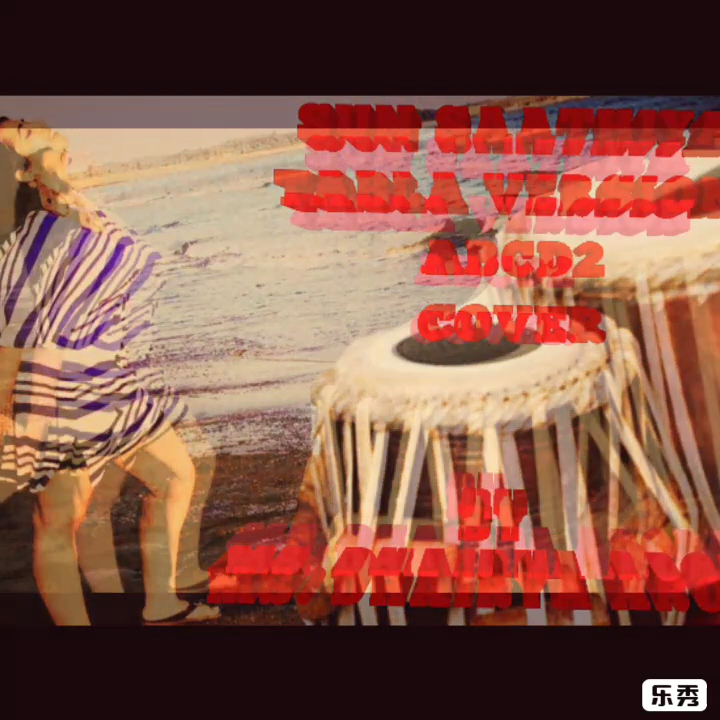 SUN SAATHIYA
TABLA VERSION
ABCD2
COVER
BY
乐秀